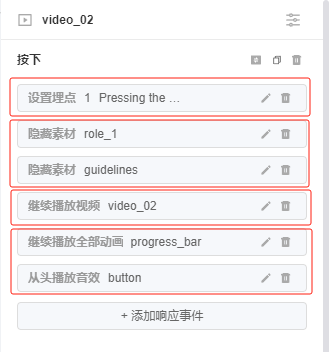 video_02
按下
设置埋点 1 Pressing the ...
隐藏素材 role_1
隐藏素材 guidelines
继续播放视频 video_02
继续播放全部动画 progress_bar
从头播放音效 button
+ 添加响应事件